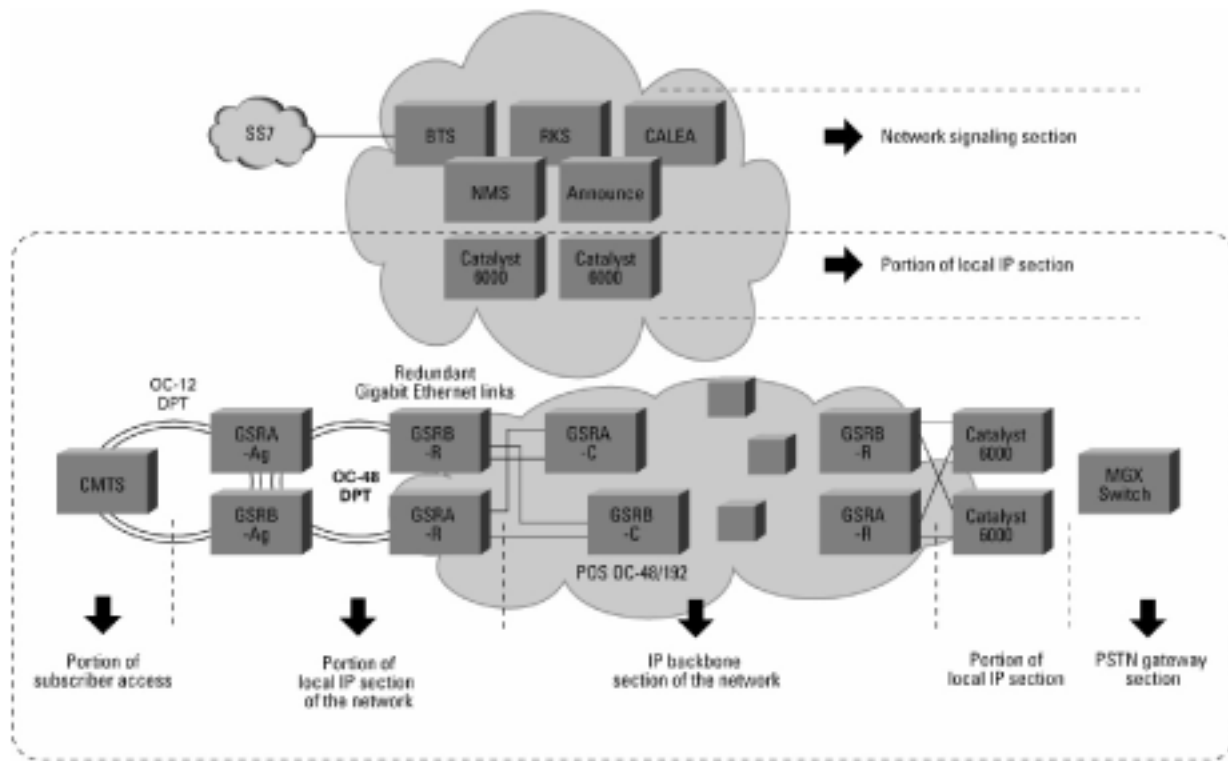 SS7
BTS
RKS
CALEA
Network signaling section
NMS
Announce
Catalyst
6000
Catalyst
6000
Portion of local IP section
OC-12
DPT
Redundant
Gigabit Ethernet links
CMTS
GSRA
-Ag
GSRB
-Ag
OC-48
DPT
GSRB
-R
GSRA
-R
GSRA
-C
GSRB
-C
POS OC-48/192
GSRB
-R
GSRA
-R
Catalyst
6000
Catalyst
6000
MGX
Switch
Portion of
subscriber access
Portion of
local IP section
of the network
IP backbone
section of the network
Portion of
local IP section
PSTN gateway
section